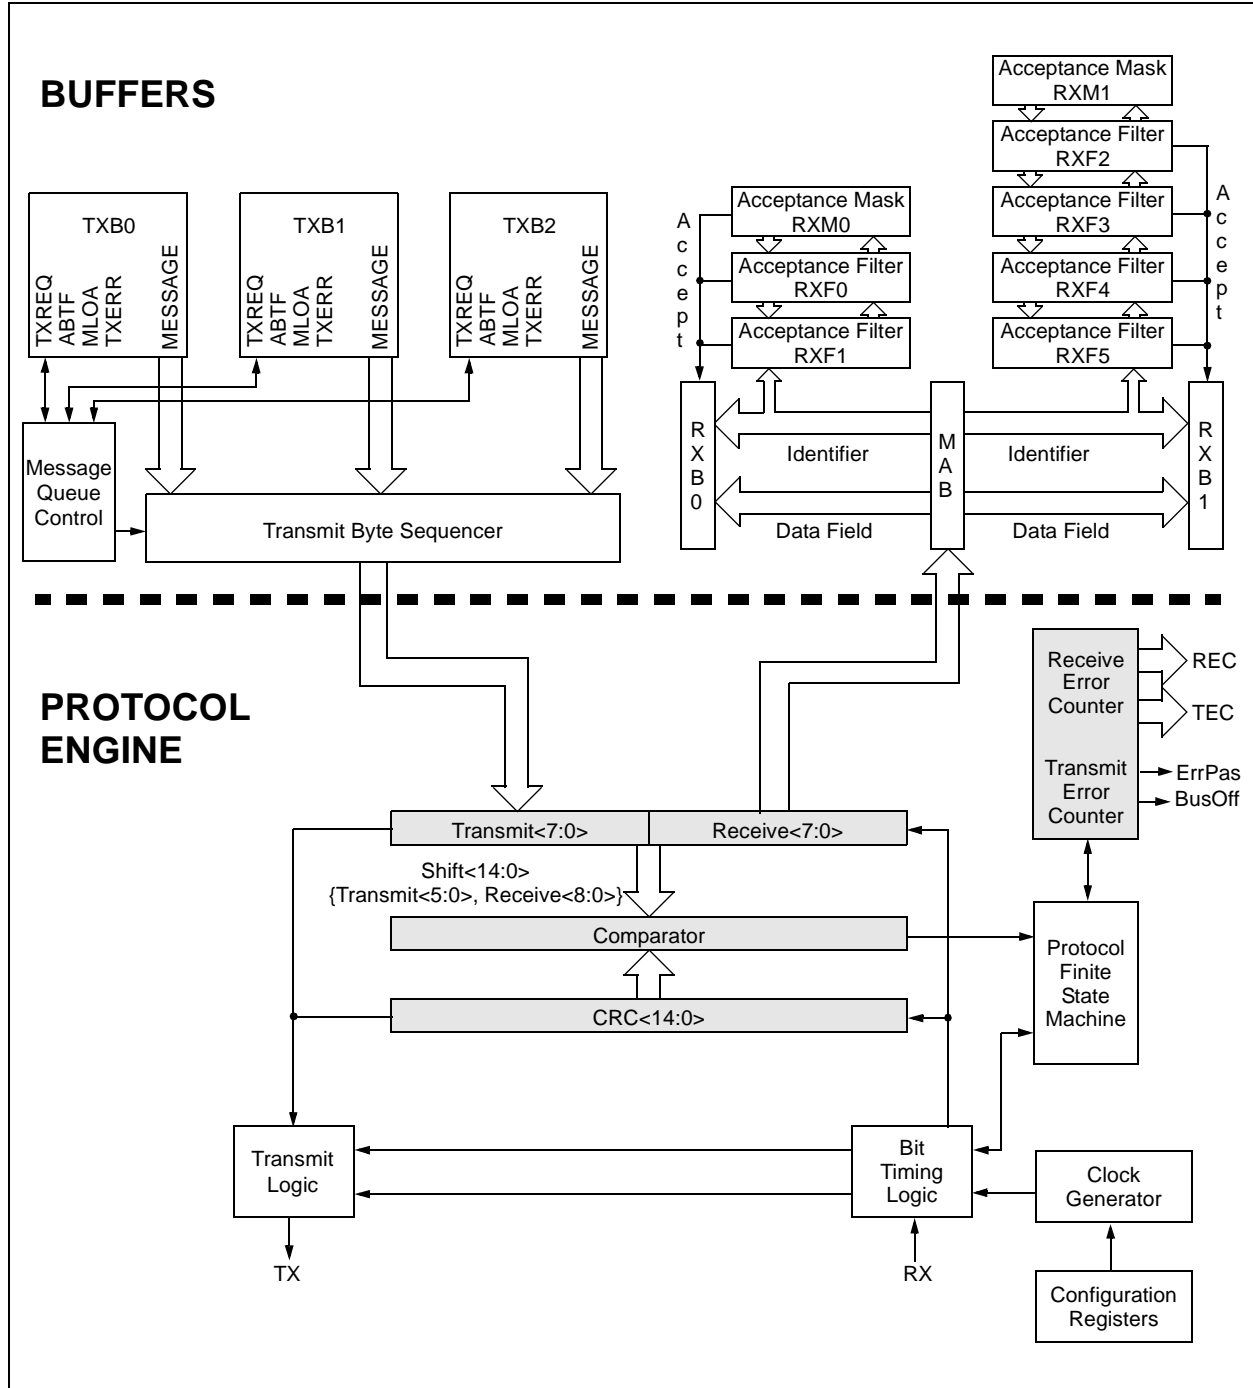 BUFFERS
Acceptance Mask
RXM1
Acceptance Filter
RXF2
Acceptance Filter
RXF3
Acceptance Filter
RXF4
Acceptance Filter
RXF5
Accept
Acceptance Mask
RXM0
Acceptance Filter
RXF0
Acceptance Filter
RXF1
Accept
TXB0
TXREQ
ABTF
MLOA
TXERR
MESSAGE
TXB1
TXREQ
ABTF
MLOA
TXERR
MESSAGE
TXB2
TXREQ
ABTF
MLOA
TXERR
MESSAGE
Message
Queue
Control
Transmit Byte Sequencer
RXB0
Identifier
Data Field
MAB
Identifier
Data Field
RXB1
PROTOCOL
ENGINE
Receive
Error
Counter
Transmit
Error
Counter
REC
TEC
ErrPas
BusOff
Transmit<7:0>
Receive<7:0>
Shift<14:0>
{Transmit<5:0>, Receive<8:0>}
Comparator
CRC<14:0>
Protocol
Finite
State
Machine
Transmit
Logic
Bit
Timing
Logic
Clock
Generator
TX
RX
Configuration
Registers